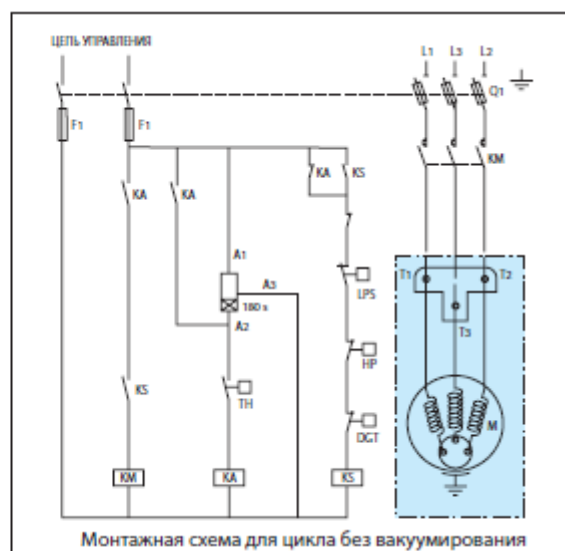 ЦЕПЬ УПРАВЛЕНИЯ
L1 L3 L2
Q1
F1 F1
KM
KA KA KA KS
A1
A3
180 s
A2
LPS
T1 T2
T3
HP
KS
TH
DGT
M
KM KA KS
Монтажная схема для цикла без вакуумирования